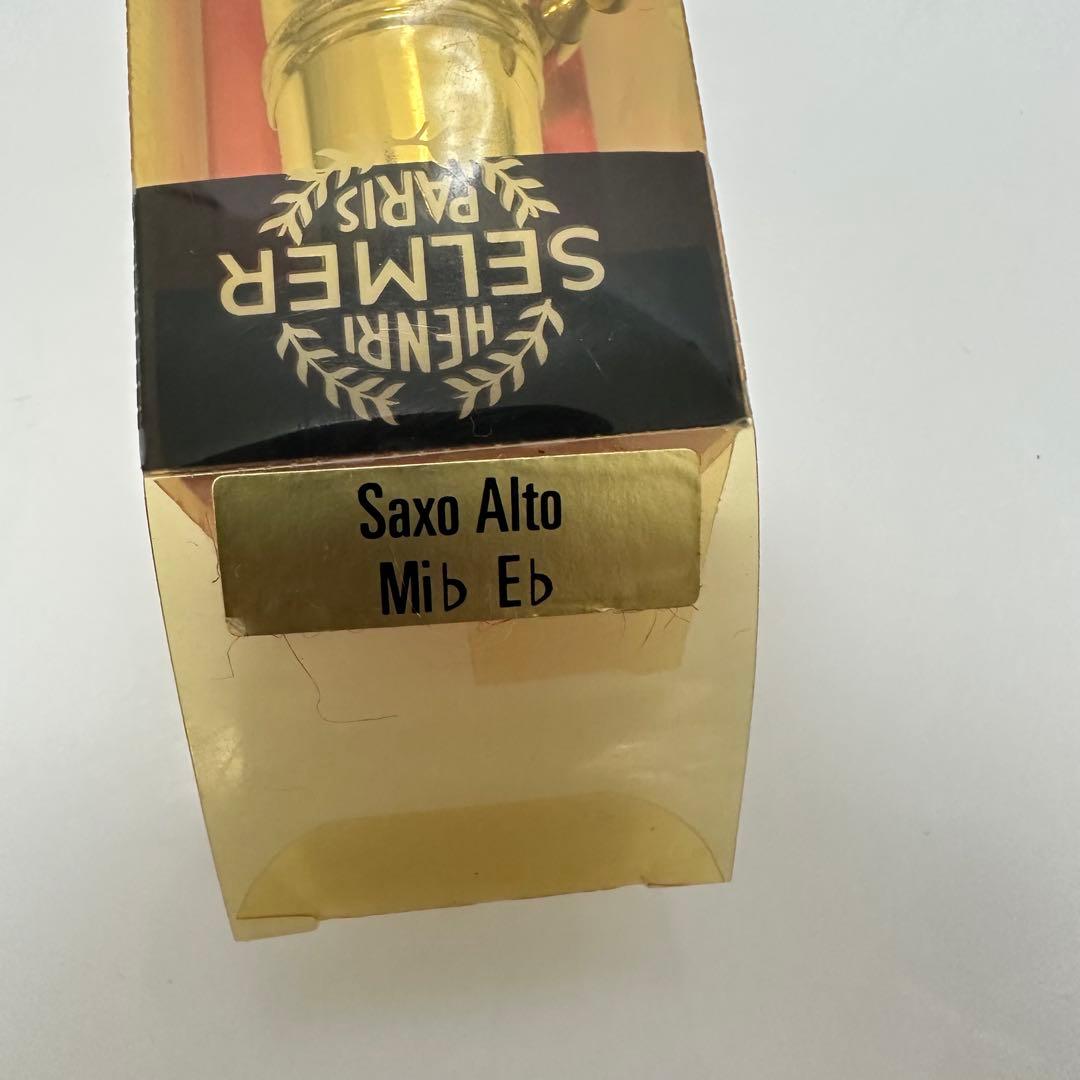 HENRI
SELMER
PARIS
Saxo Alto
Mi♭ E♭